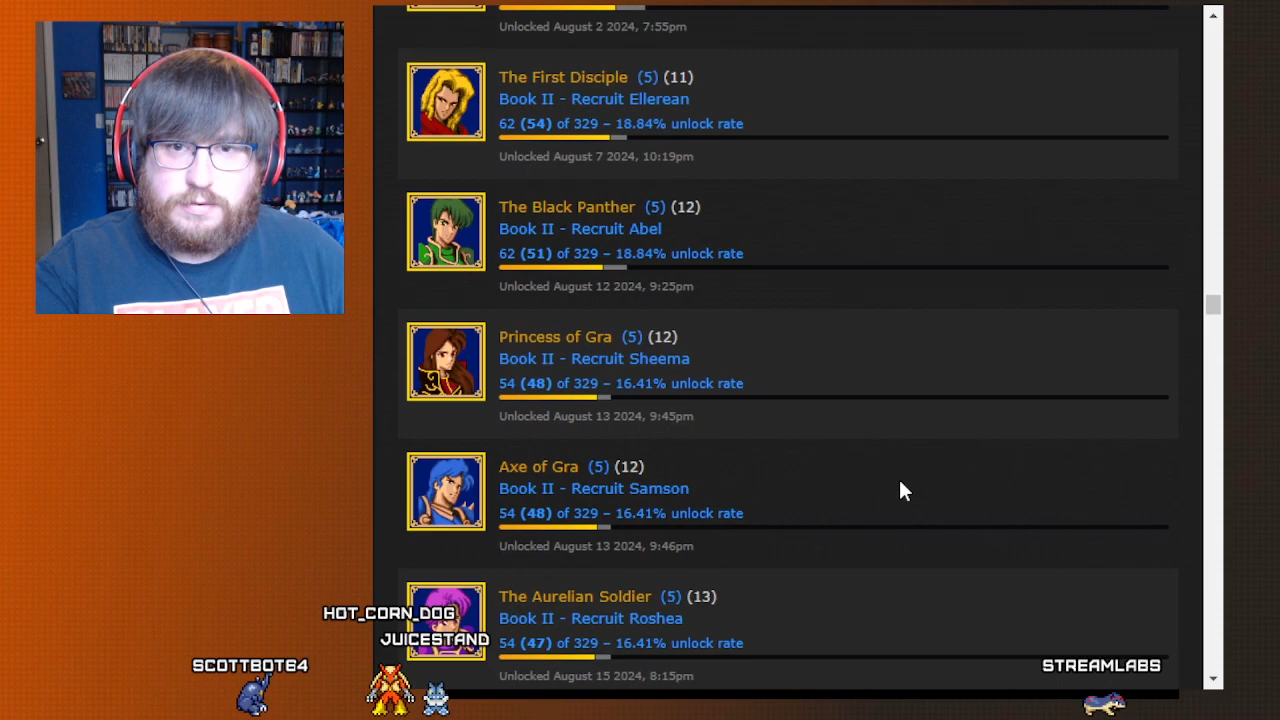 Unlocked August 2 2024, 7:55pm
The First Disciple (5) (11)
Book II - Recruit Ellerean
62 (54) of 329 – 18.84% unlock rate
Unlocked August 7 2024, 10:19pm
The Black Panther (5) (12)
Book II - Recruit Abel
62 (51) of 329 – 18.84% unlock rate
Unlocked August 12 2024, 9:25pm
Princess of Gra (5) (12)
Book II - Recruit Sheema
54 (48) of 329 – 16.41% unlock rate
Unlocked August 13 2024, 9:45pm
Axe of Gra (5) (12)
Book II - Recruit Samson
54 (48) of 329 – 16.41% unlock rate
Unlocked August 13 2024, 9:46pm
The Aurelian Soldier (5) (13)
Book II - Recruit Roshea
54 (47) of 329 – 16.41% unlock rate
Unlocked August 15 2024, 8:15pm
HOT_CORN_DOG
JUICESTAND
SCOTTBOT64
STREAMLABS